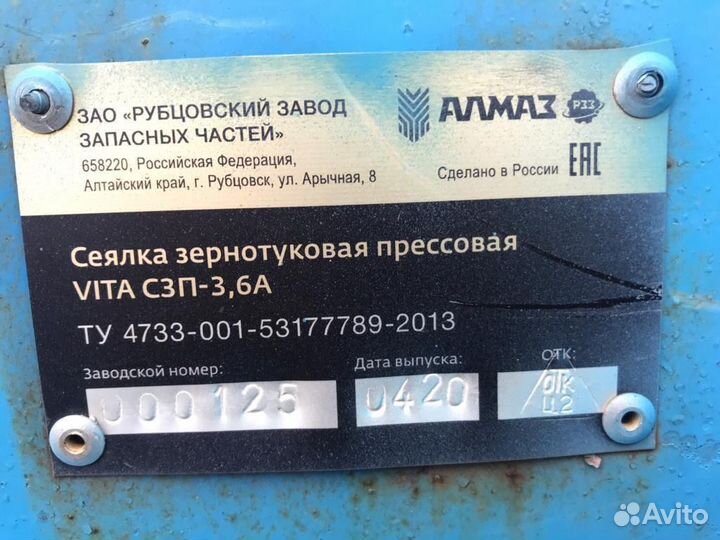 ЗАО «РУБЦОВСКИЙ ЗАВОД
ЗАПАСНЫХ ЧАСТЕЙ»
658220, Российская Федерация,
Алтайский край, г. Рубцовск, ул. Арычная, 8
АЛМАЗ РЗЗ
Сделано в России ЕАС
Сеялка зернотуковая прессовая
VITA СЗП-3,6А
ТУ 4733-001-53177789-2013
Заводской номер: Дата выпуска: ОТК:
000125 0420 ОТК
Ц.2
Avito